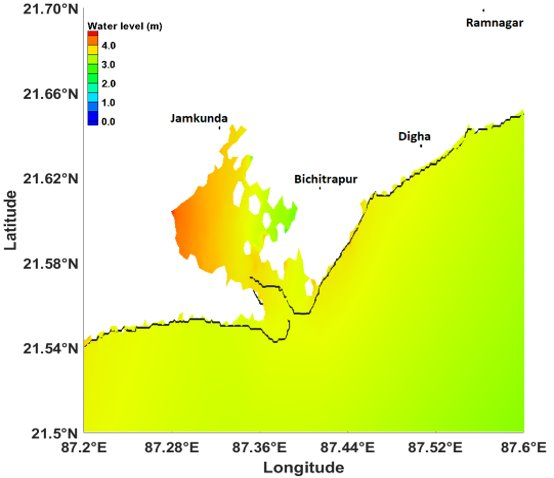 21.70°N
Water level (m)
4.0
3.0
2.0
1.0
0.0
Ramnagar
21.66°N
Jamkunda
Digha
21.62°N
Bichitrapur
Latitude
21.58°N
21.54°N
21.5°N
87.2°E 87.28°E 87.36°E 87.44°E 87.52°E 87.6°E
Longitude